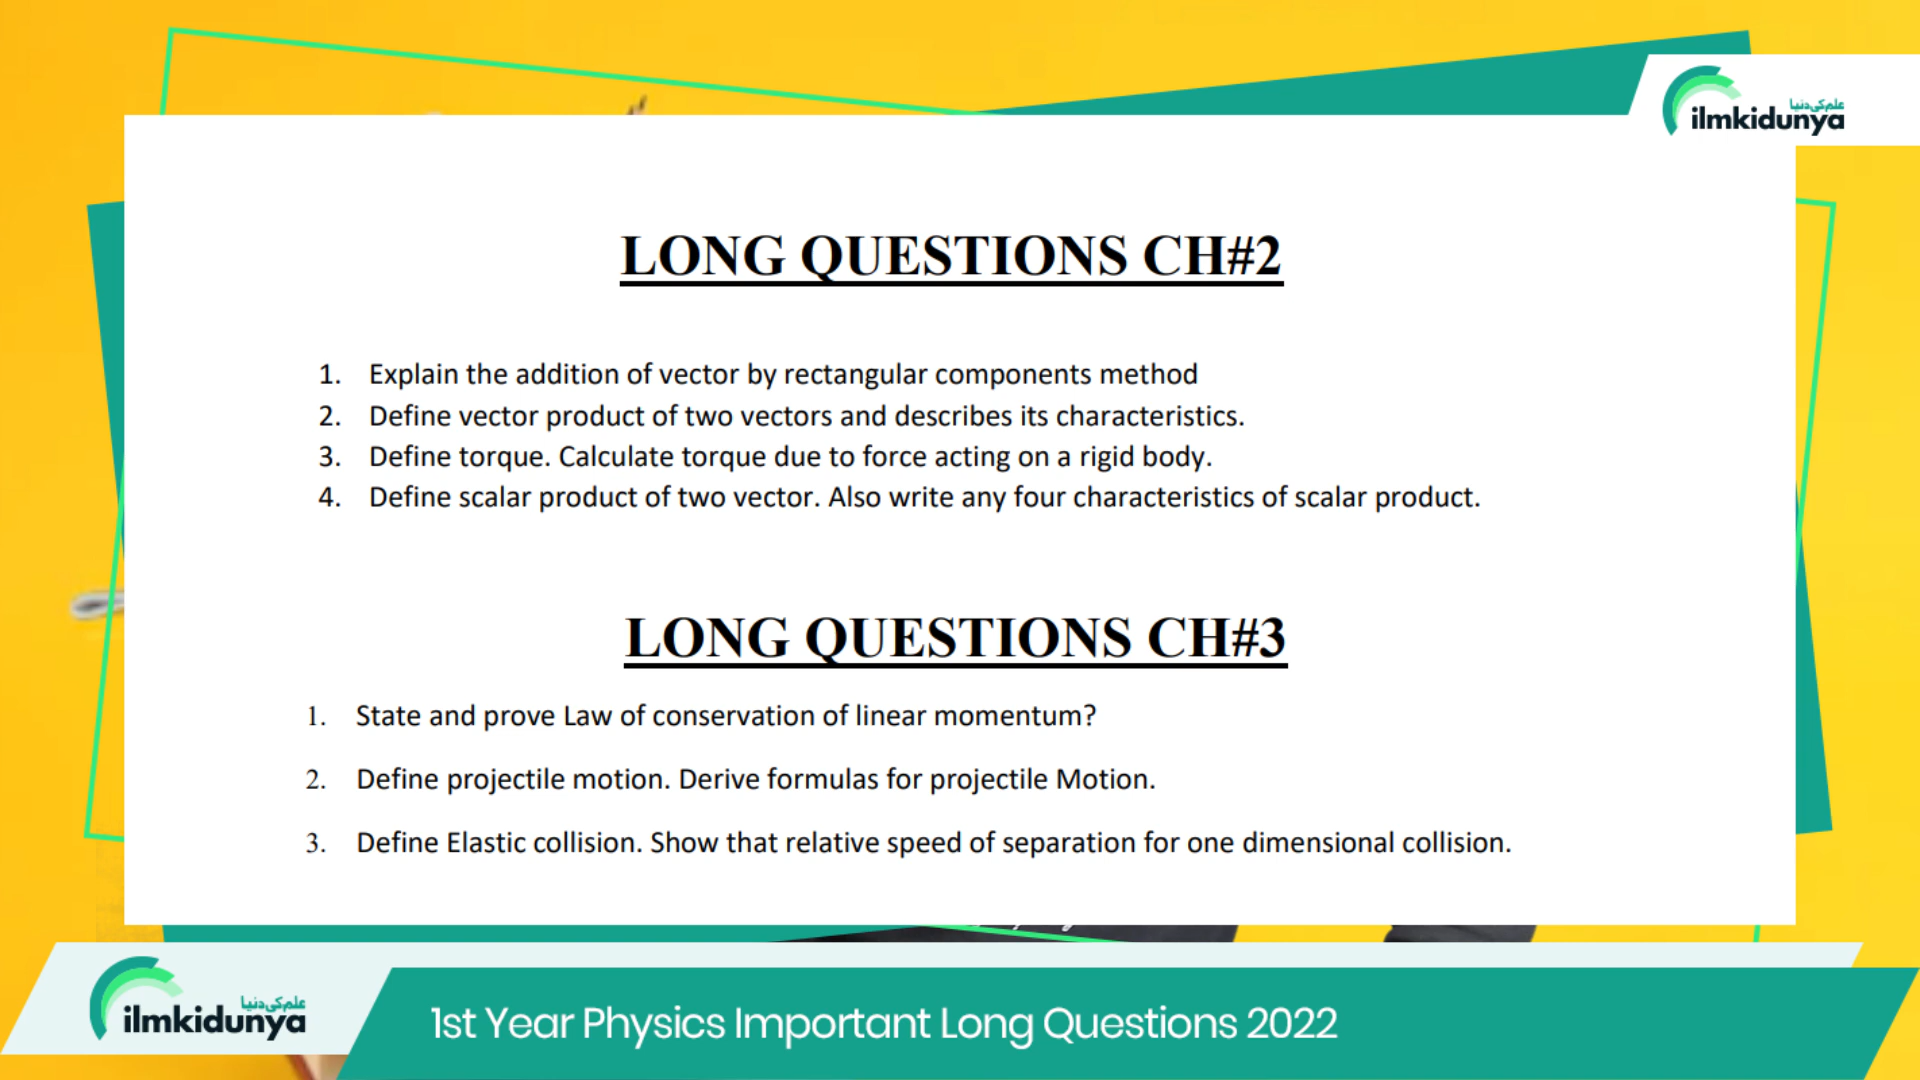 علم کی دنیا
ilmkidunya
LONG QUESTIONS CH#2
1. Explain the addition of vector by rectangular components method
2. Define vector product of two vectors and describes its characteristics.
3. Define torque. Calculate torque due to force acting on a rigid body.
4. Define scalar product of two vector. Also write any four characteristics of scalar product.
LONG QUESTIONS CH#3
1. State and prove Law of conservation of linear momentum?
2. Define projectile motion. Derive formulas for projectile Motion.
3. Define Elastic collision. Show that relative speed of separation for one dimensional collision.
علم کی دنیا
ilmkidunya
1st Year Physics Important Long Questions 2022